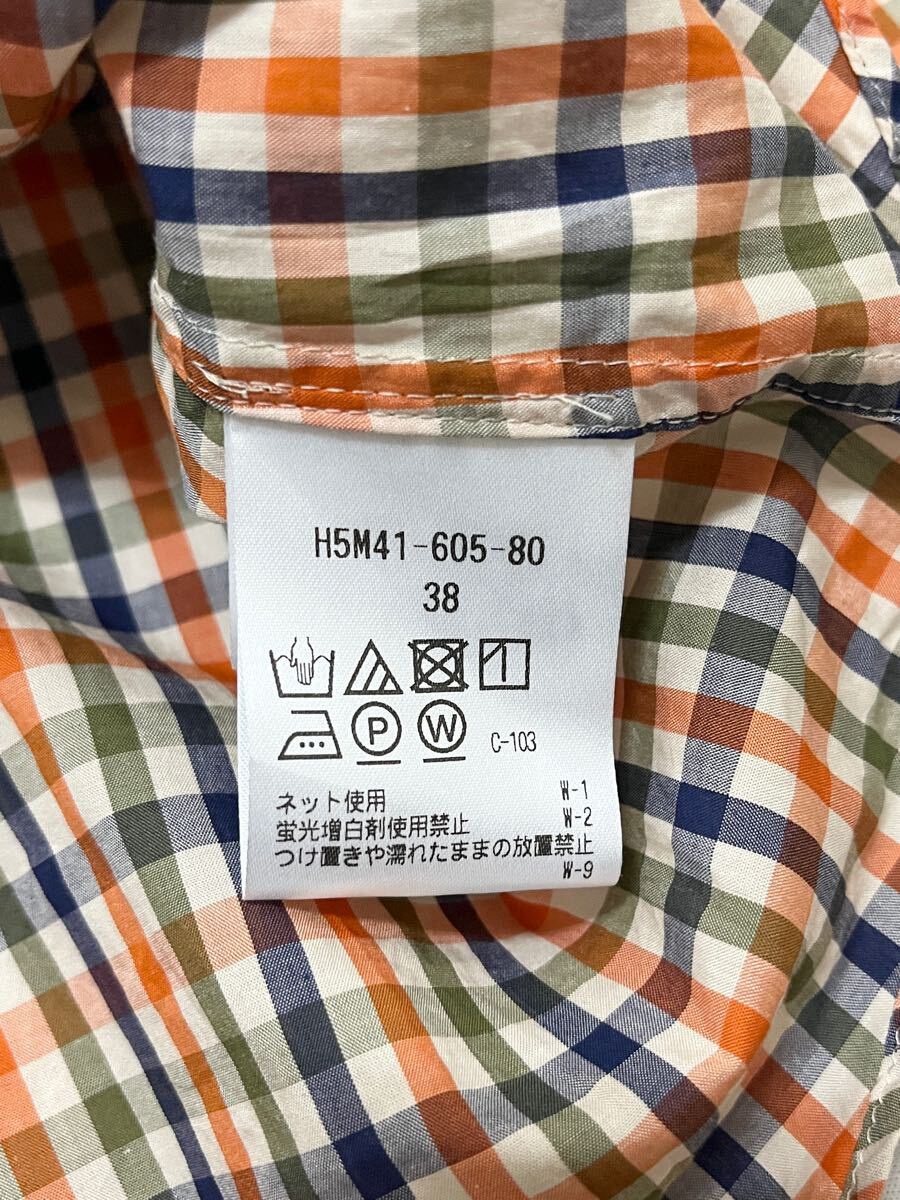 H5M41-605-80
38
P W C-103
ネット使用 W-1
蛍光増白剤使用禁止 W-2
つけ置きや濡れたままの放置禁止
W-9